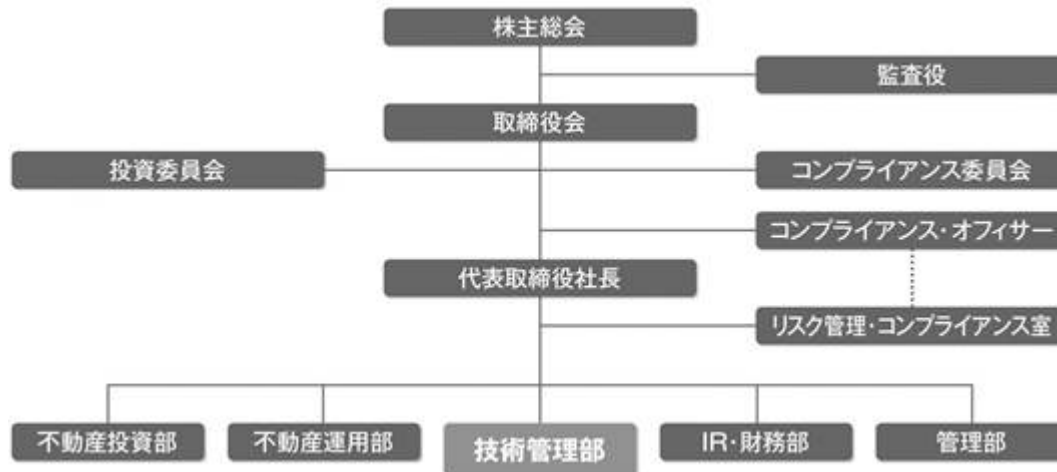 株主総会
監査役
取締役会
投資委員会
コンプライアンス委員会
コンプライアンス・オフィサー
代表取締役社長
リスク管理・コンプライアンス室
不動産投資部
不動産運用部
技術管理部
IR・財務部
管理部